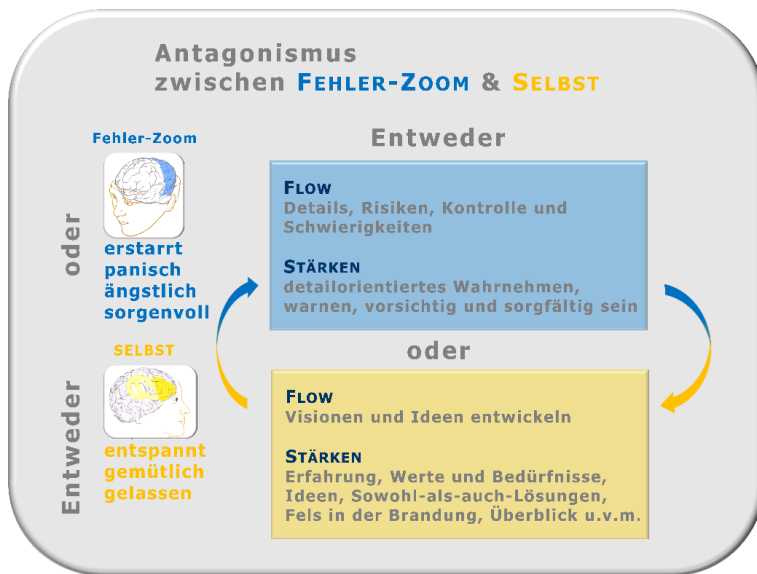 Antagonismus
zwischen FEHLER-ZOOM & SELBST
Entweder
Fehler-Zoom
oder
erstarrt
panisch
ängstlich
sorgenvoll
FLOW
Details, Risiken, Kontrolle und
Schwierigkeiten
STÄRKEN
detailorientiertes Wahrnehmen,
warnen, vorsichtig und sorgfältig sein
oder
SELBST
Entweder
entspannt
gemütlich
gelassen
FLOW
Visionen und Ideen entwickeln
STÄRKEN
Erfahrung, Werte und Bedürfnisse,
Ideen, Sowohl-als-auch-Lösungen,
Fels in der Brandung, Überblick u.v.m.